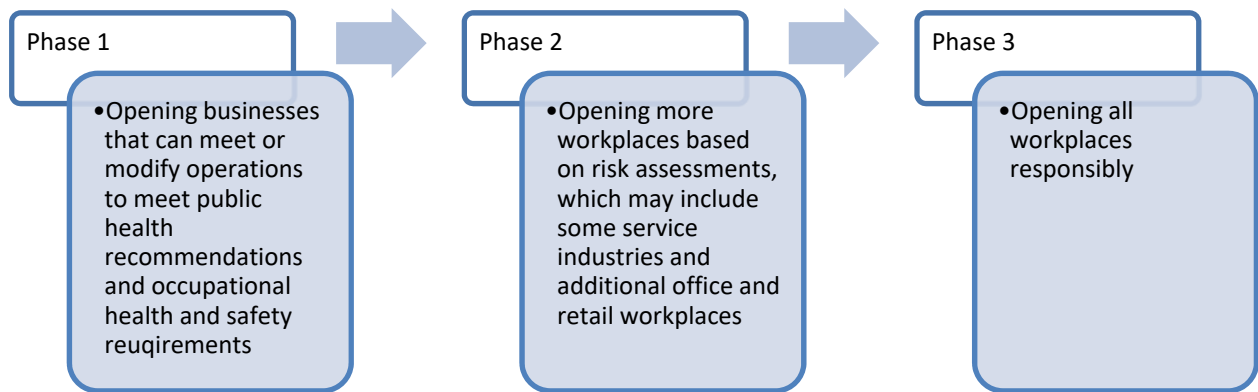 Phase 1
•Opening businesses
that can meet or
modify operations
to meet public
health
recommendations
and occupational
health and safety
reuqirements
Phase 2
•Opening more
workplaces based
on risk assessments,
which may include
some service
industries and
additional office and
retail workplaces
Phase 3
•Opening all
workplaces
responsibly